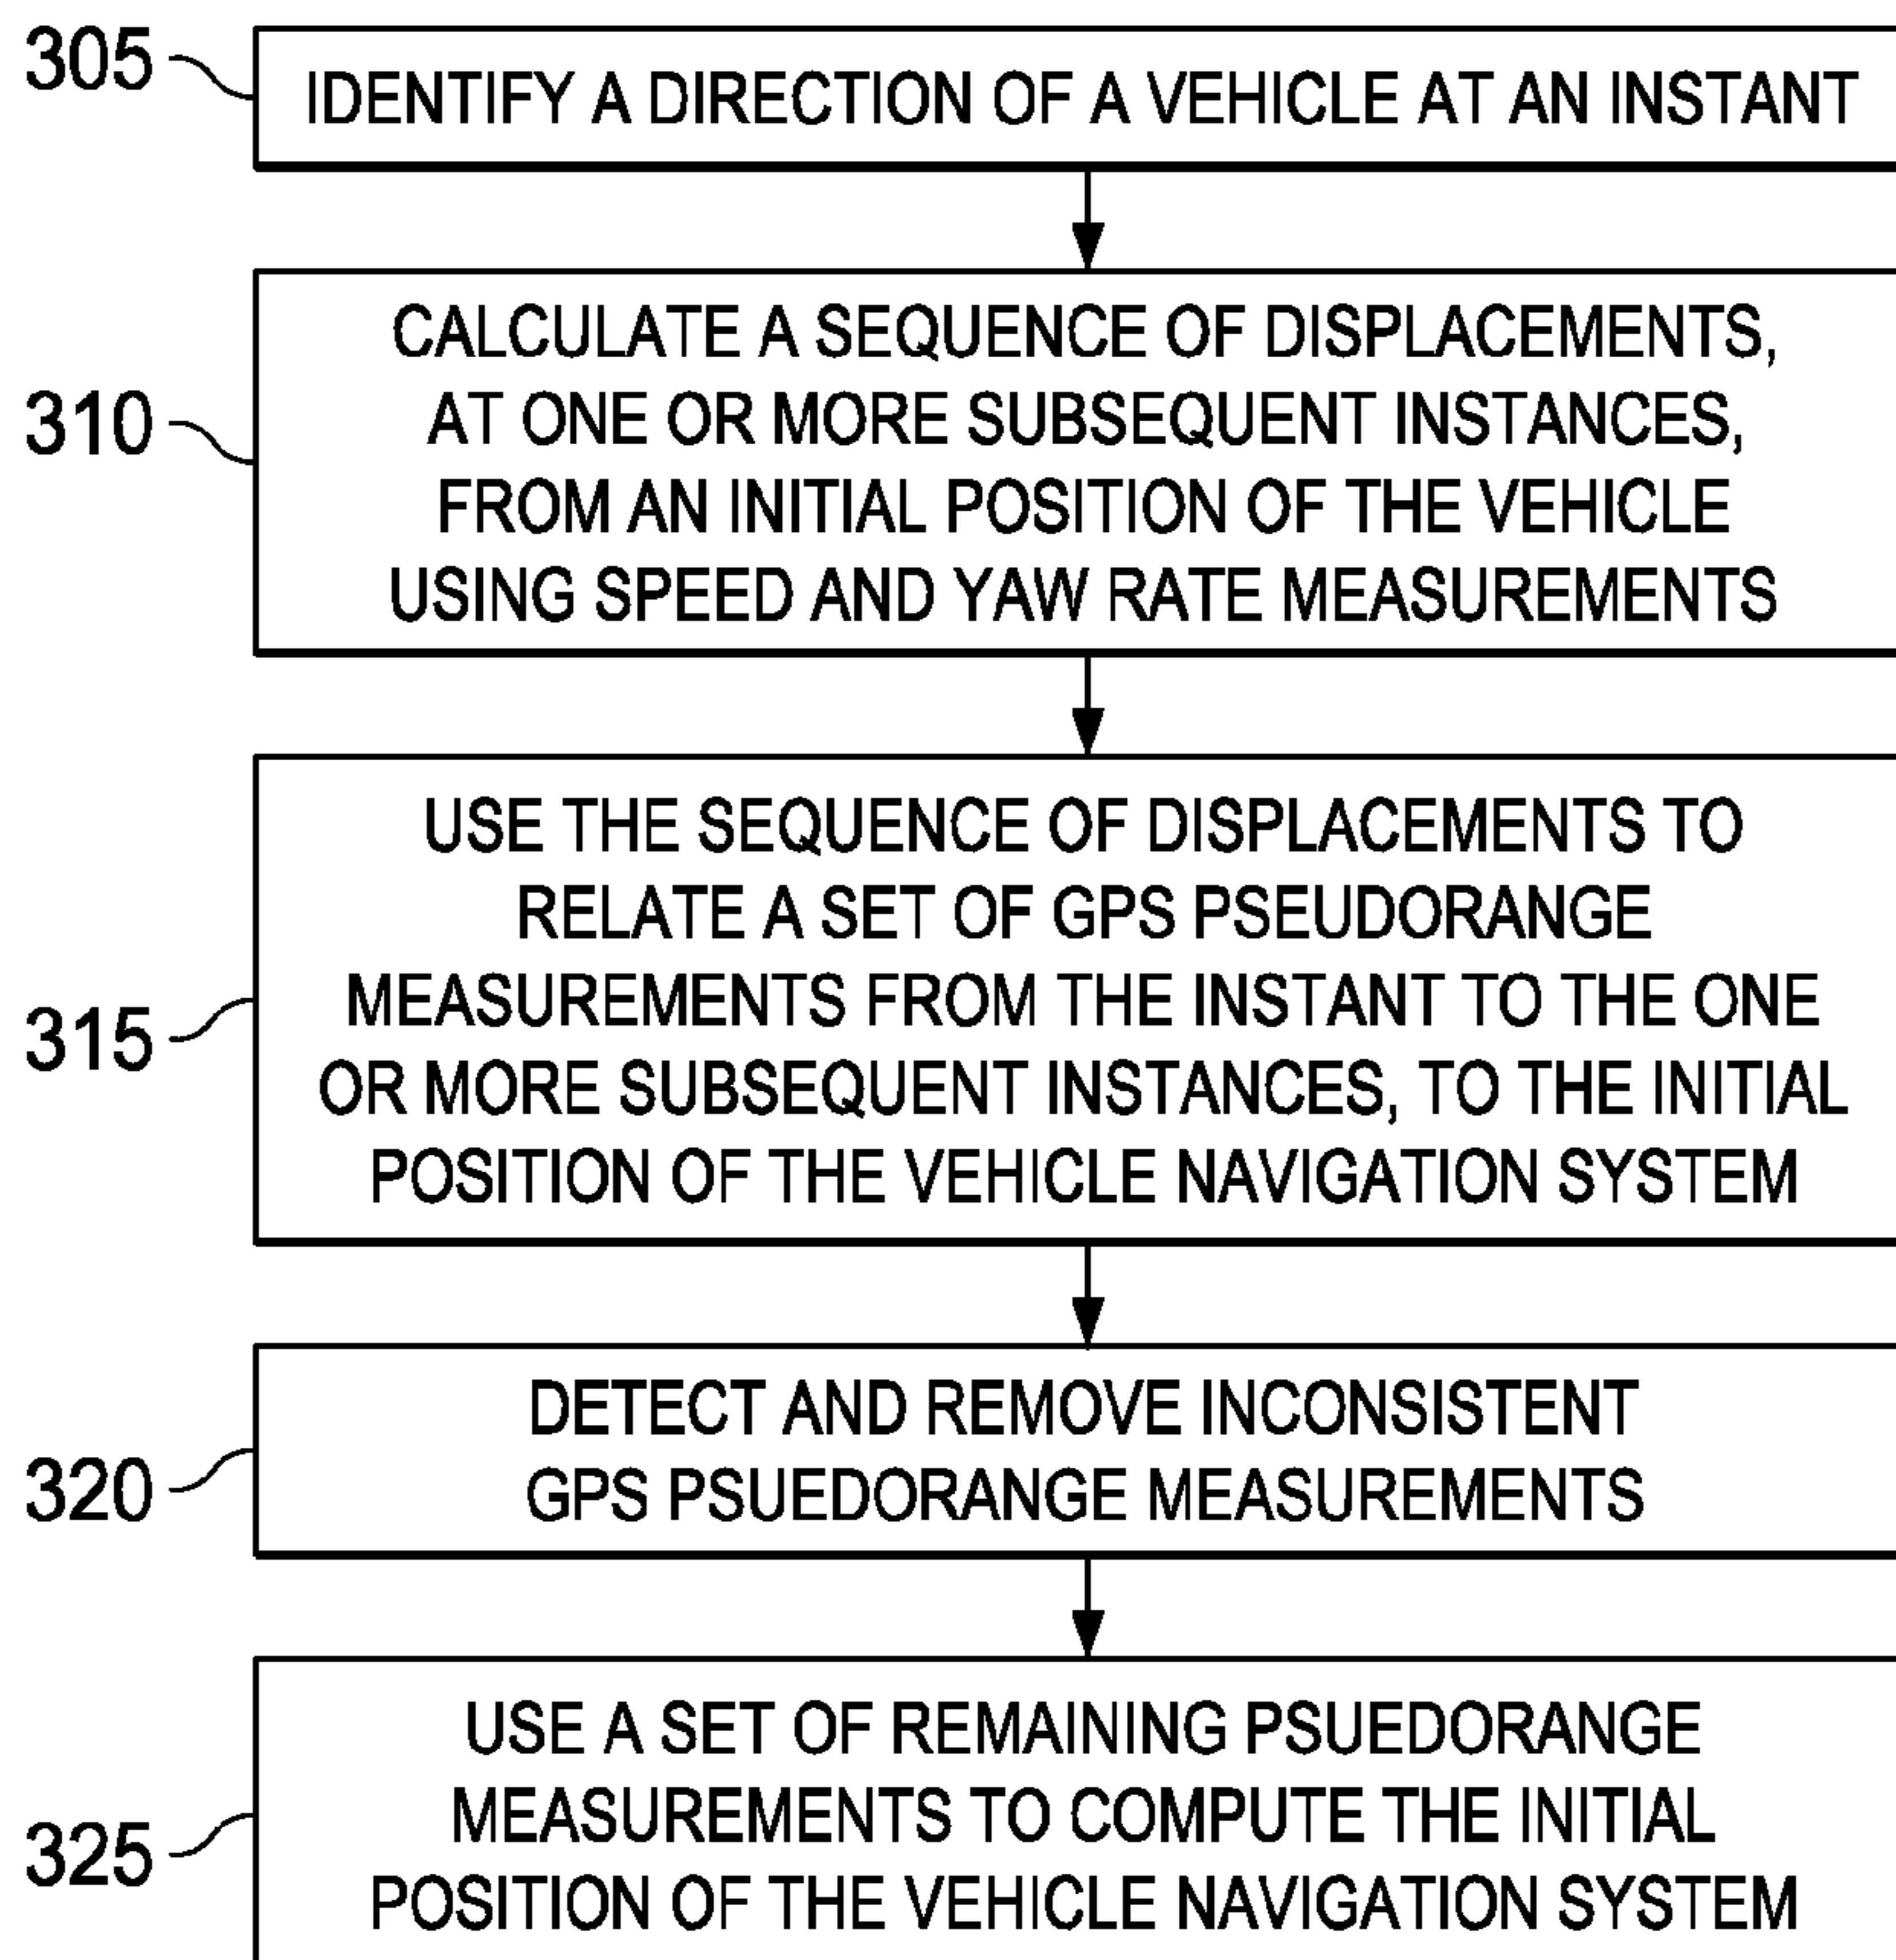 305
IDENTIFY A DIRECTION OF A VEHICLE AT AN INSTANT
310
CALCULATE A SEQUENCE OF DISPLACEMENTS,
AT ONE OR MORE SUBSEQUENT INSTANCES,
FROM AN INITIAL POSITION OF THE VEHICLE
USING SPEED AND YAW RATE MEASUREMENTS
315
USE THE SEQUENCE OF DISPLACEMENTS TO
RELATE A SET OF GPS PSEUDORANGE
MEASUREMENTS FROM THE INSTANT TO THE ONE
OR MORE SUBSEQUENT INSTANCES, TO THE INITIAL
POSITION OF THE VEHICLE NAVIGATION SYSTEM
320
DETECT AND REMOVE INCONSISTENT
GPS PSUEDORANGE MEASUREMENTS
325
USE A SET OF REMAINING PSUEDORANGE
MEASUREMENTS TO COMPUTE THE INITIAL
POSITION OF THE VEHICLE NAVIGATION SYSTEM